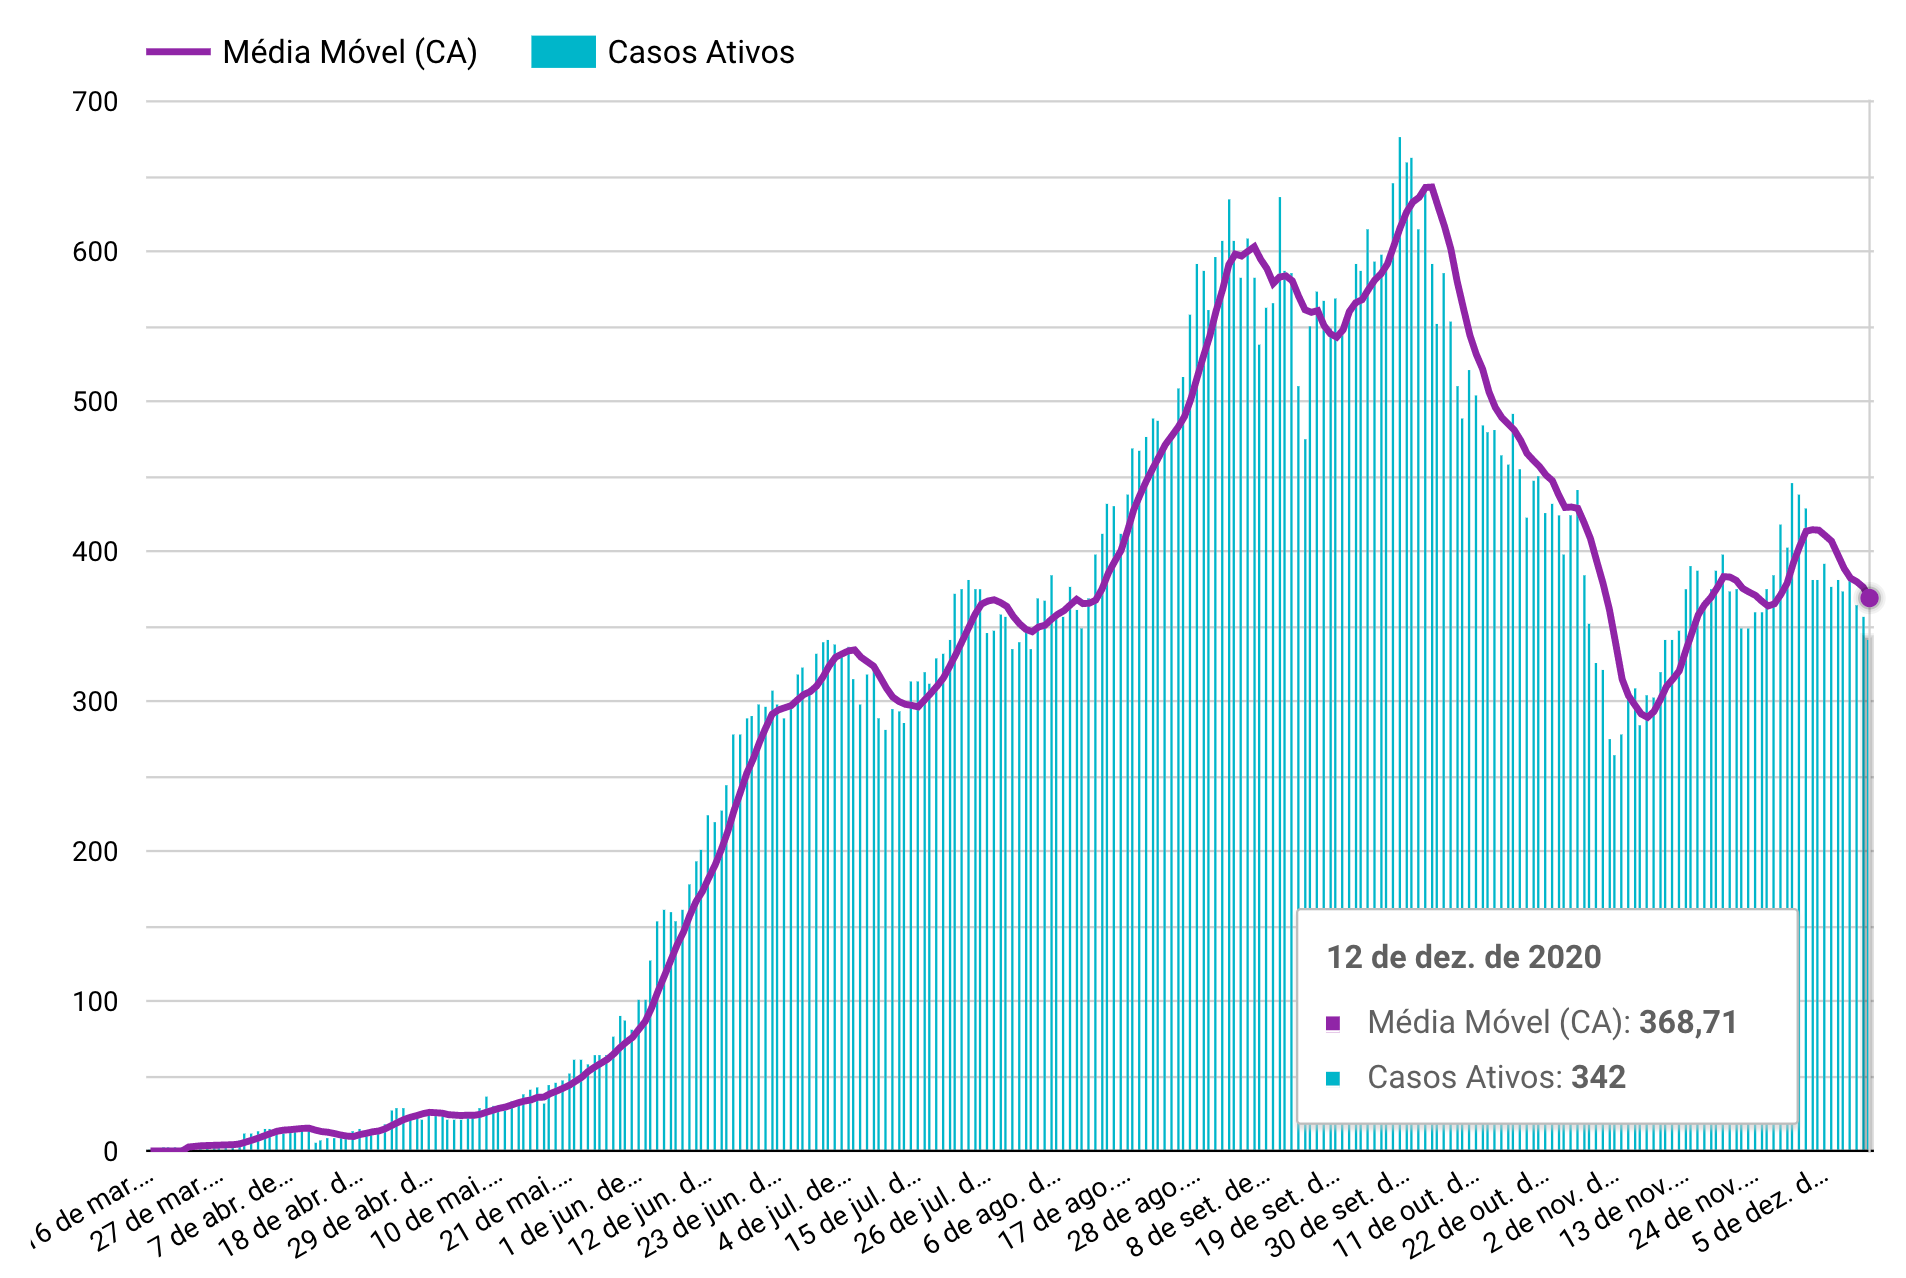 Média Móvel (CA) Casos Ativos
700
600
500
400
300
200
100
0
12 de dez. de 2020
Média Móvel (CA): 368,71
Casos Ativos: 342
16 de mar...
27 de mar...
7 de abr. de...
18 de abr. d...
29 de abr. d...
10 de mai...
21 de mai...
1 de jun. de...
12 de jun. d...
23 de jun. d...
4 de jul. de...
15 de jul. d...
26 de jul. d...
6 de ago. d...
17 de ago....
28 de ago....
8 de set. de...
19 de set. d...
30 de set. d...
11 de out. d...
22 de out. d...
2 de nov. d...
13 de nov....
24 de nov....
5 de dez. d...